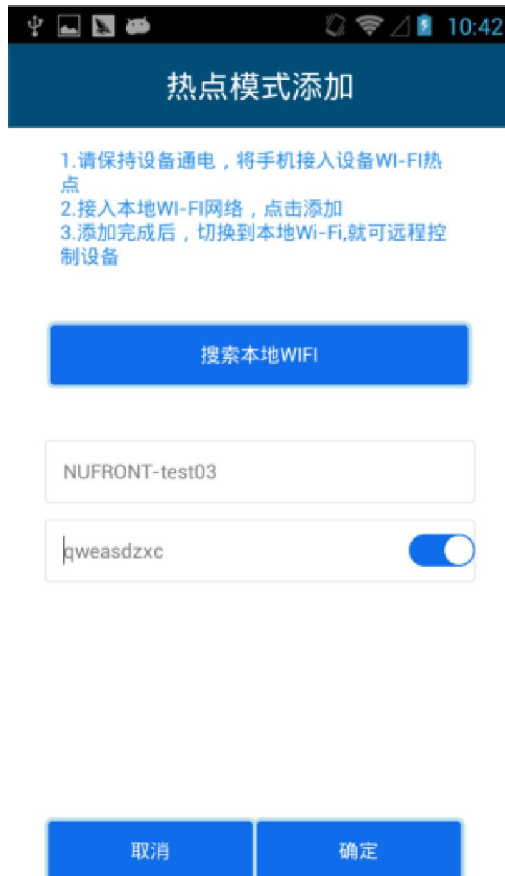 10:42
热点模式添加
1.请保持设备通电，将手机接入设备WI-FI热
点
2.接入本地WI-FI网络，点击添加
3.添加完成后，切换到本地Wi-Fi,就可远程控
制设备
搜索本地WIFI
NUFRONT-test03
qweasdzxc
取消
确定